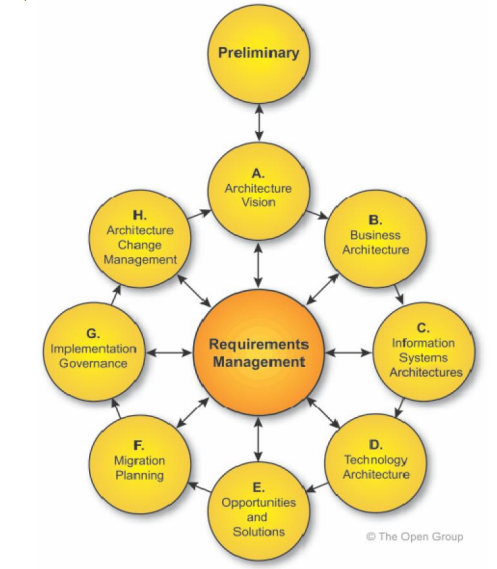 Preliminary
A.
Architecture
Vision
H.
Architecture
Change
Management
B.
Business
Architecture
G.
Implementation
Governance
Requirements
Management
C.
Information
Systems
Architectures
F.
Migration
Planning
D.
Technology
Architecture
E.
Opportunities
and
Solutions
© The Open Group